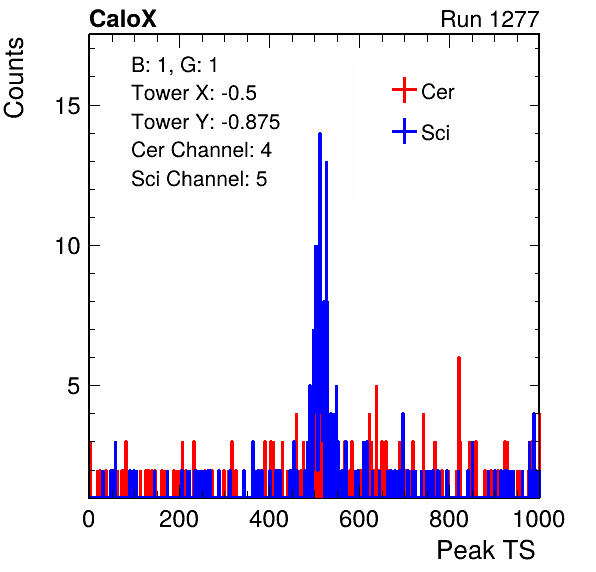 CaloX Run 1277
B: 1, G: 1
Tower X: -0.5
Tower Y: -0.875
Cer Channel: 4
Sci Channel: 5
Cer
Sci
Counts
15
10
5
0 200 400 600 800 1000
Peak TS